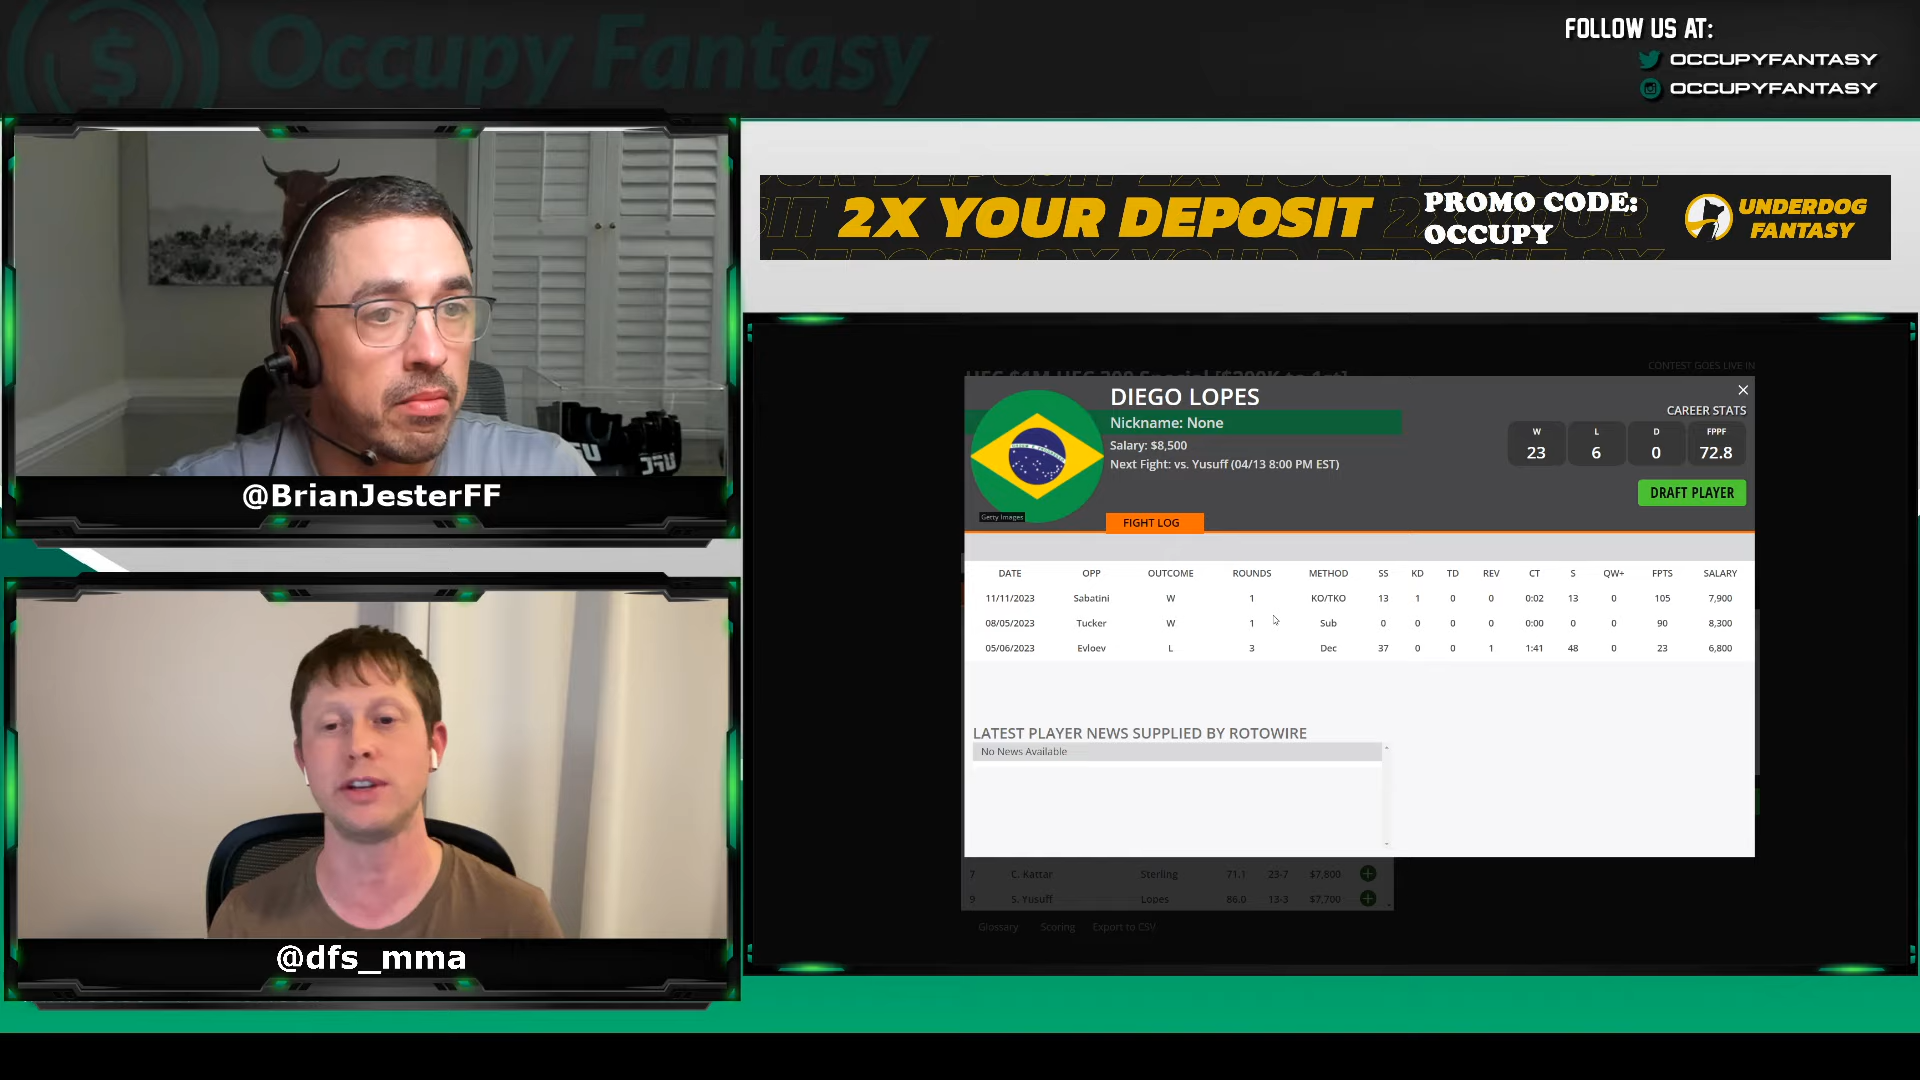 Occupy Fantasy
FOLLOW US AT:
OCCUPYFANTASY
OCCUPYFANTASY
2X YOUR DEPOSIT
PROMO CODE:
OCCUPY
UNDERDOG
FANTASY
@BrianJesterFF
@dfs_mma
CONTEST GOES LIVE IN
DIEGO LOPES
Nickname: None
Salary: $8,500
Next Fight: vs. Yusuff (04/13 8:00 PM EST)
Getty Images
CAREER STATS
W L D FPPF
23 6 0 72.8
DRAFT PLAYER
FIGHT LOG
DATE OPP OUTCOME ROUNDS METHOD SS KD TD REV CT S QW+ FPTS SALARY
11/11/2023 Sabatini W 1 KO/TKO 13 1 0 0 0:02 13 0 105 7,900
08/05/2023 Tucker W 1 Sub 0 0 0 0 0:00 0 0 90 8,300
05/06/2023 Evloev L 3 Dec 37 0 0 1 1:41 48 0 23 6,800
LATEST PLAYER NEWS SUPPLIED BY ROTOWIRE
No News Available
7 C. Kattar Sterling 71.1 23-7 $7,800
9 S. Yusuff Lopes 86.0 13-3 $7,700
Glossary Scoring Export to CSV